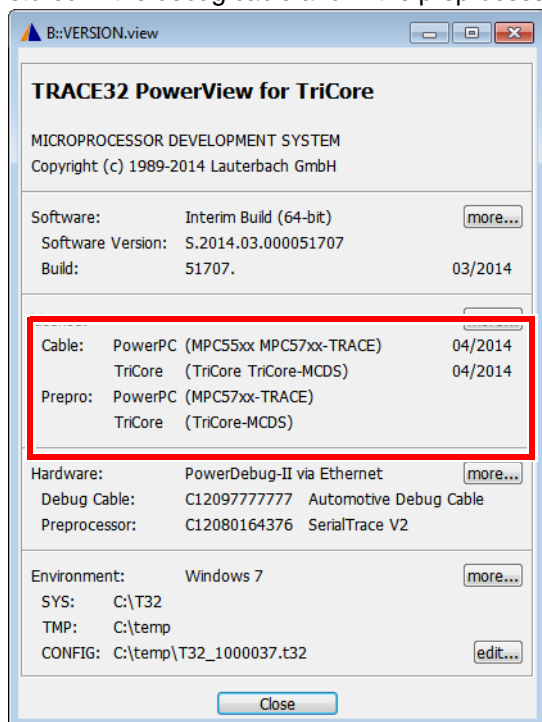 B::VERSION.view
TRACE32 PowerView for TriCore
MICROPROCESSOR DEVELOPMENT SYSTEM
Copyright (c) 1989-2014 Lauterbach GmbH
Software: Interim Build (64-bit) more...
Software Version: S.2014.03.000051707
Build: 51707. 03/2014
Cable: PowerPC (MPC55xx MPC57xx-TRACE) 04/2014
TriCore (TriCore TriCore-MCDS) 04/2014
Prepro: PowerPC (MPC57xx-TRACE)
TriCore (TriCore-MCDS)
Hardware: PowerDebug-II via Ethernet more...
Debug Cable: C12097777777 Automotive Debug Cable
Preprocessor: C12080164376 SerialTrace V2
Environment: Windows 7 more...
SYS: C:\T32
TMP: C:\temp
CONFIG: C:\temp\T32_1000037.t32 edit...
Close